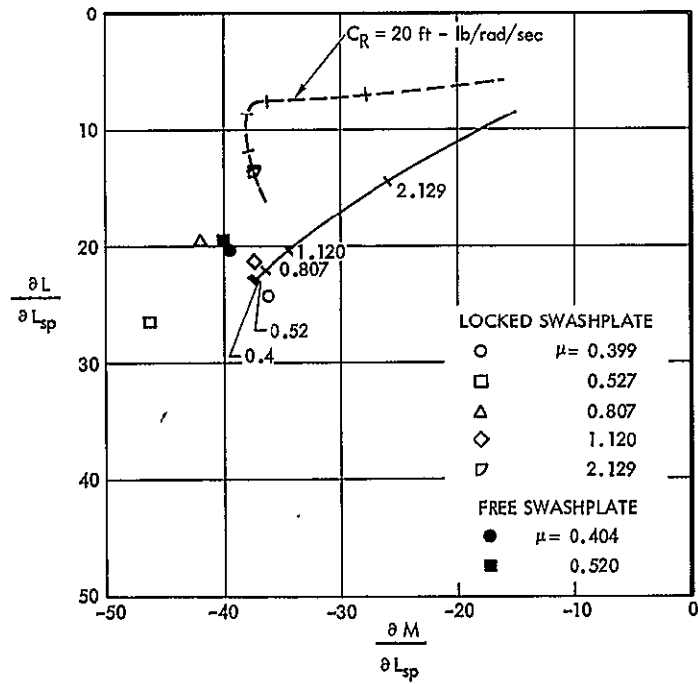 0
C_R = 20 ft - lb/rad/sec
10
2.129
20
1.120
0.807
∂L
∂L_sp
0.52
0.4
30
40
50
LOCKED SWASHPLATE
○ μ= 0.399
□ 0.527
△ 0.807
◇ 1.120
2.129
FREE SWASHPLATE
● μ= 0.404
■ 0.520
-50 -40 -30 -20 -10 0
∂M
∂L_sp